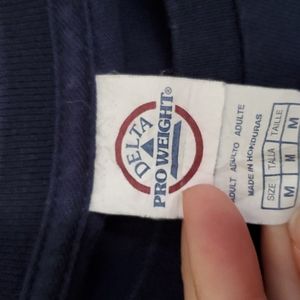 DELTA
PRO WEIGHT®
ADULT ADULTO ADULTE
MADE IN HONDURAS
SIZE TALLA TAILLE
M M M